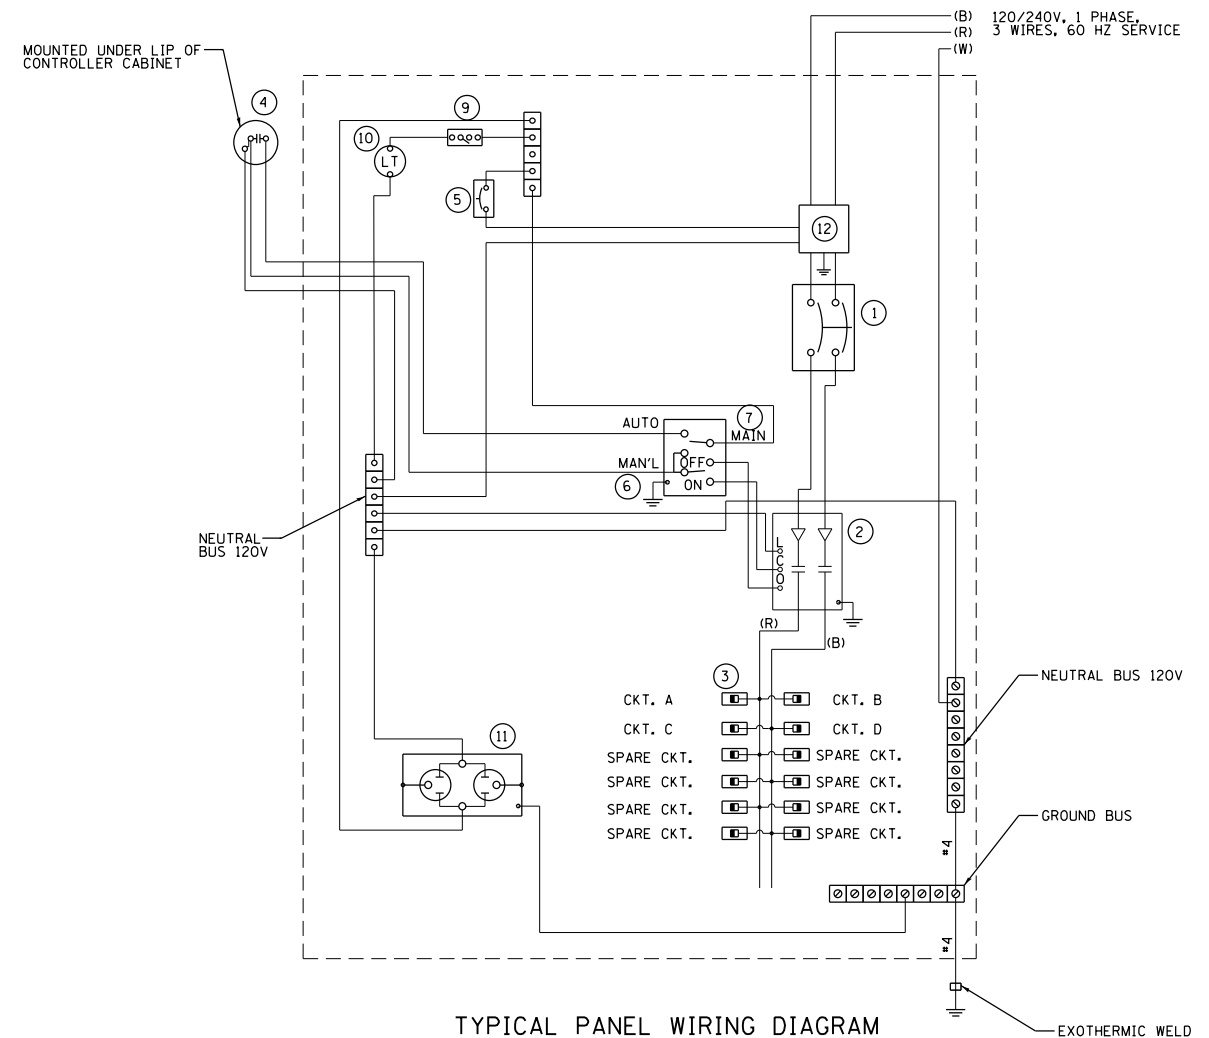 (B) 120/240V, 1 PHASE,
(R) 3 WIRES, 60 HZ SERVICE
(W)
MOUNTED UNDER LIP OF
CONTROLLER CABINET
4
9
10
LT
5
12
1
7
AUTO
MAIN
MAN'L
OFF
6
ON
NEUTRAL
BUS 120V
2
L
C
O
(R)
(B)
3
NEUTRAL BUS 120V
CKT. A
CKT. B
CKT. C
CKT. D
11
SPARE CKT.
SPARE CKT.
SPARE CKT.
SPARE CKT.
SPARE CKT.
SPARE CKT.
SPARE CKT.
SPARE CKT.
GROUND BUS
#4
#4
TYPICAL PANEL WIRING DIAGRAM
EXOTHERMIC WELD